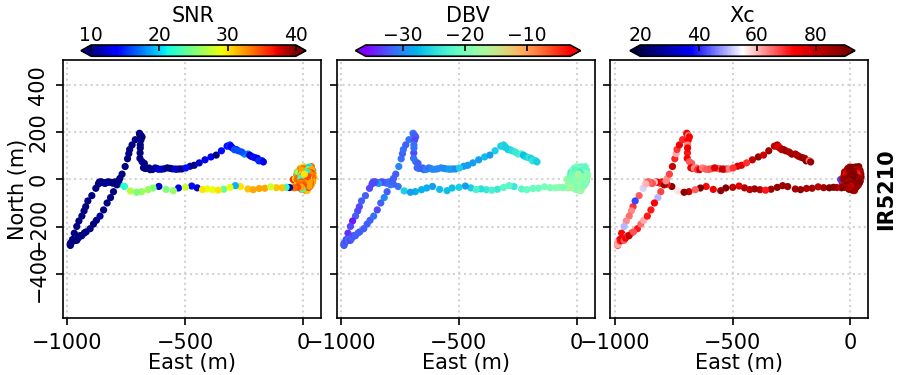 SNR DBV Xc
10 20 30 40 −30 −20 −10 20 40 60 80
North (m)
400
200
0
−200
−400
IR5210
−1000 −500 0 −1000 −500 0 −1000 −500 0
East (m) East (m) East (m)